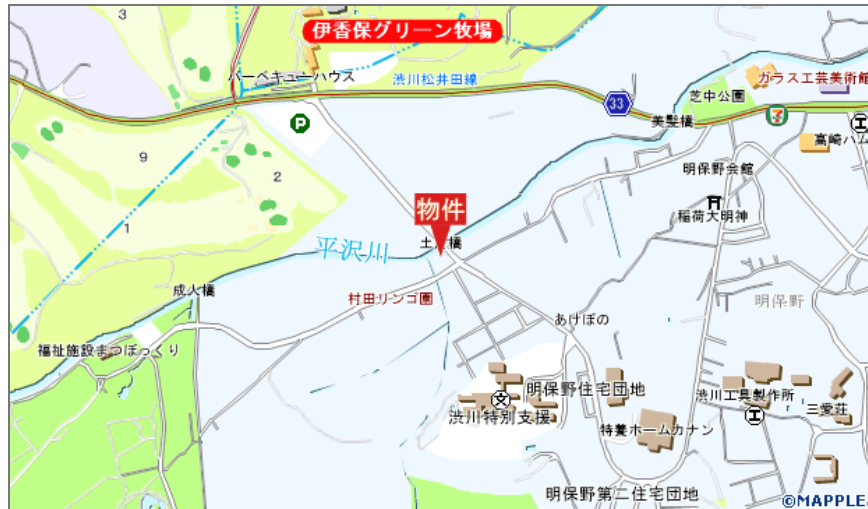 伊香保グリーン牧場
3
バーベキューハウス
渋川松井田線
ガラス工芸美術館
33
芝中公園
美髪橋
P
高崎ハム
9
明保野会館
2
物件
稲荷大明神
1
平沢川
成人橋
村田リンゴ園
明保野
あけぼの
福祉施設まつぼっくり
明保野住宅団地
渋川工具製作所
文
渋川特別支援
三愛荘
特養ホームカナン
明保野第二住宅団地
©MAPPLE